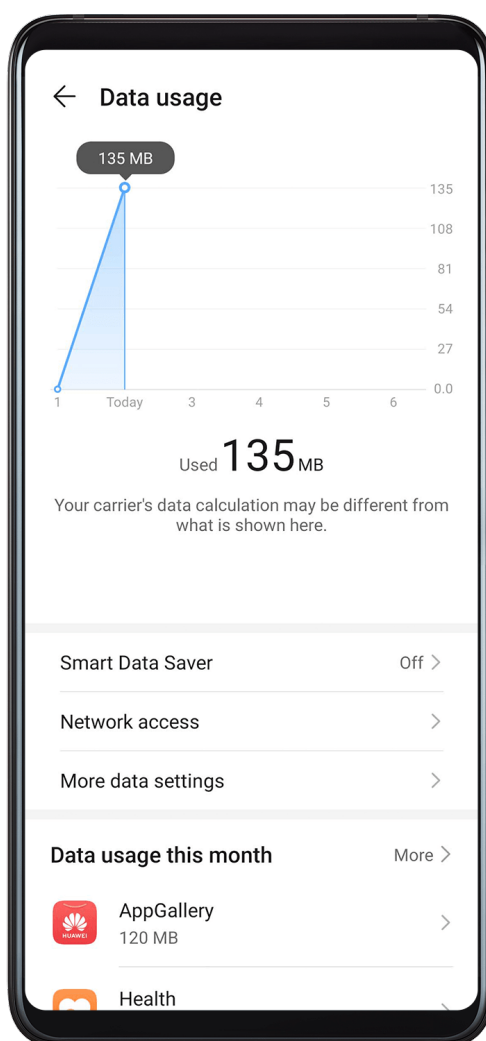 Data usage
135 MB
135
108
81
54
27
0.0
1 Today 3 4 5 6
Used 135 MB
Your carrier's data calculation may be different from
what is shown here.
Smart Data Saver Off
Network access
More data settings
Data usage this month More
HUAWEI
AppGallery
120 MB
Health